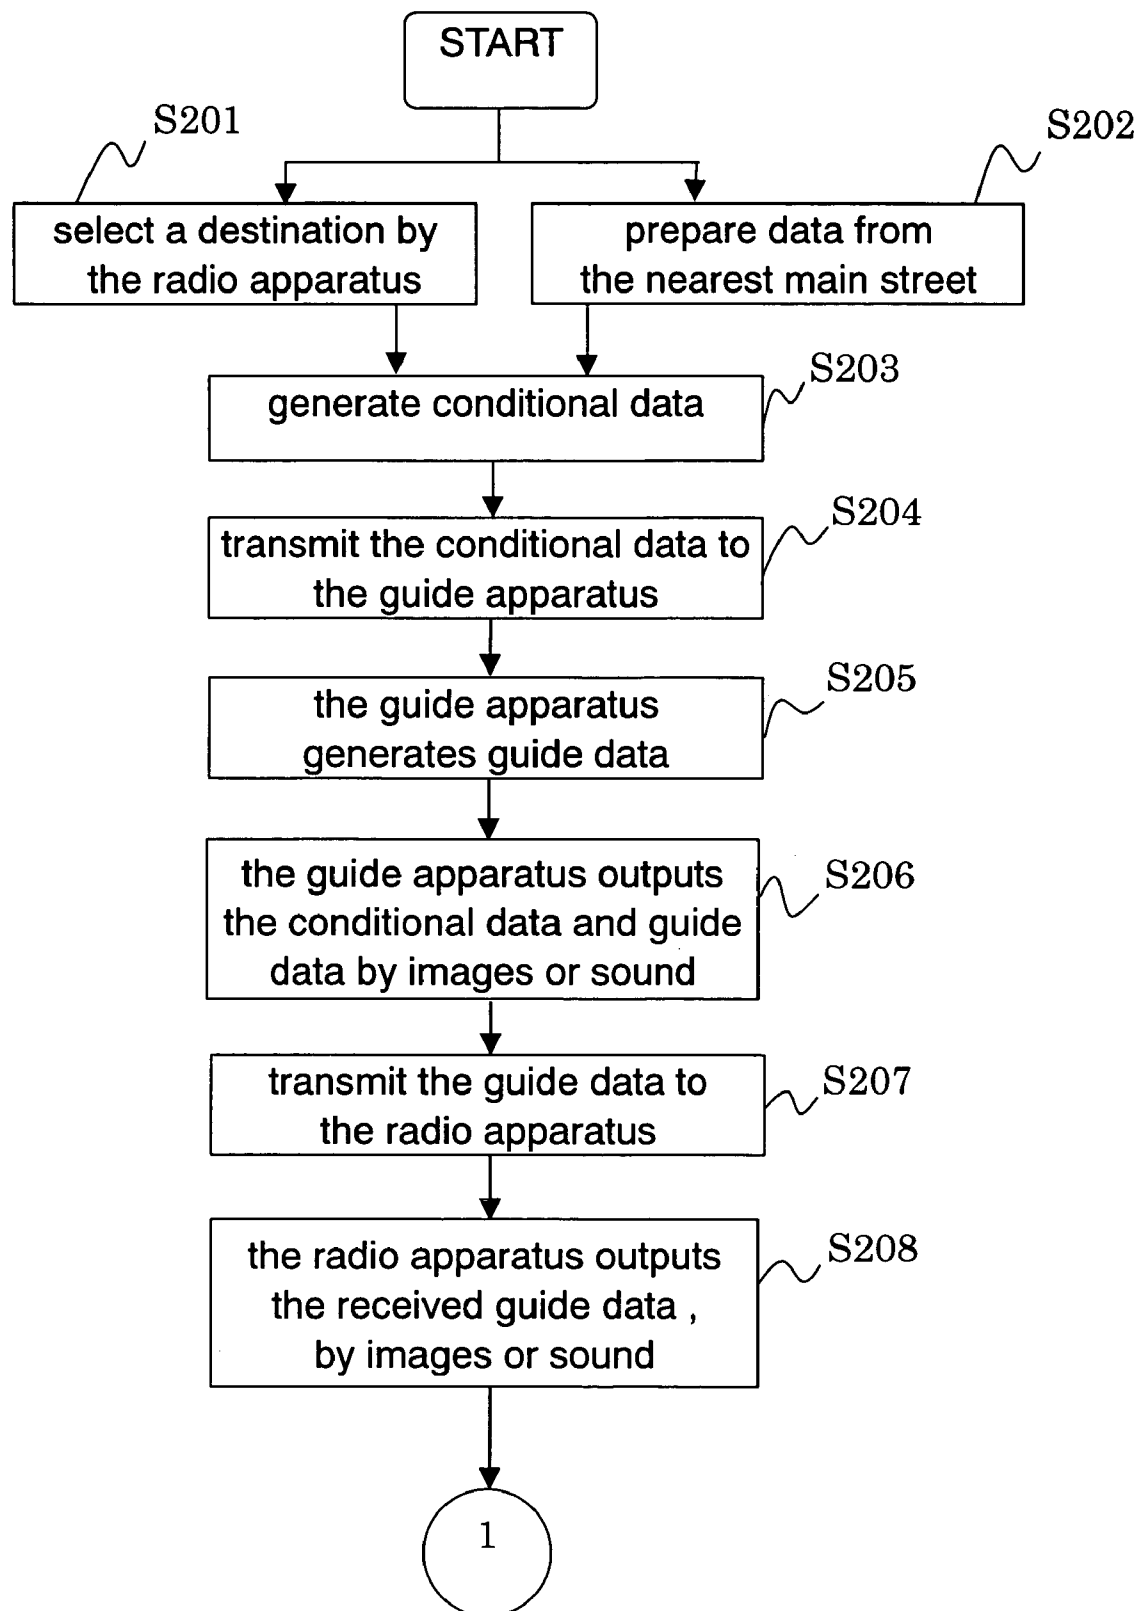 START
S201
S202
select a destination by
the radio apparatus
prepare data from
the nearest main street
S203
generate conditional data
S204
transmit the conditional data to
the guide apparatus
S205
the guide apparatus
generates guide data
S206
the guide apparatus outputs
the conditional data and guide
data by images or sound
S207
transmit the guide data to
the radio apparatus
S208
the radio apparatus outputs
the received guide data ,
by images or sound
1